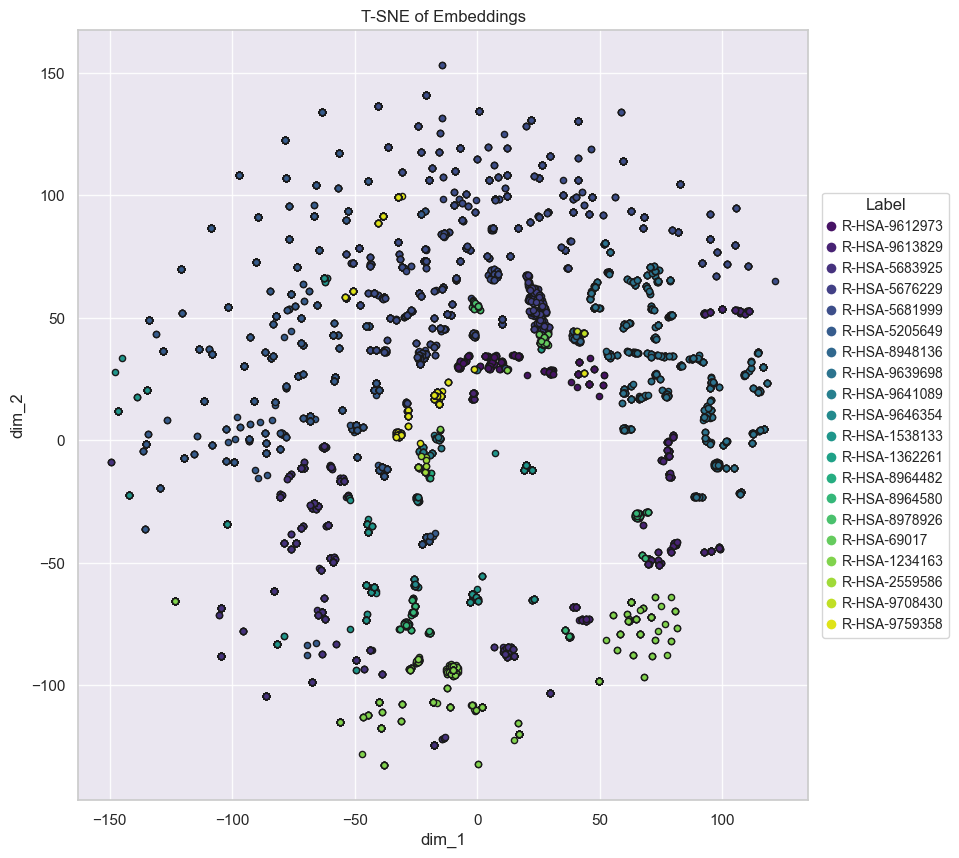 T-SNE of Embeddings
150
100
50
0
−50
−100
dim_2
−150
−100
−50
0
50
100
dim_1
Label
R-HSA-9612973
R-HSA-9613829
R-HSA-5683925
R-HSA-5676229
R-HSA-5681999
R-HSA-5205649
R-HSA-8948136
R-HSA-9639698
R-HSA-9641089
R-HSA-9646354
R-HSA-1538133
R-HSA-1362261
R-HSA-8964482
R-HSA-8964580
R-HSA-8978926
R-HSA-69017
R-HSA-1234163
R-HSA-2559586
R-HSA-9708430
R-HSA-9759358